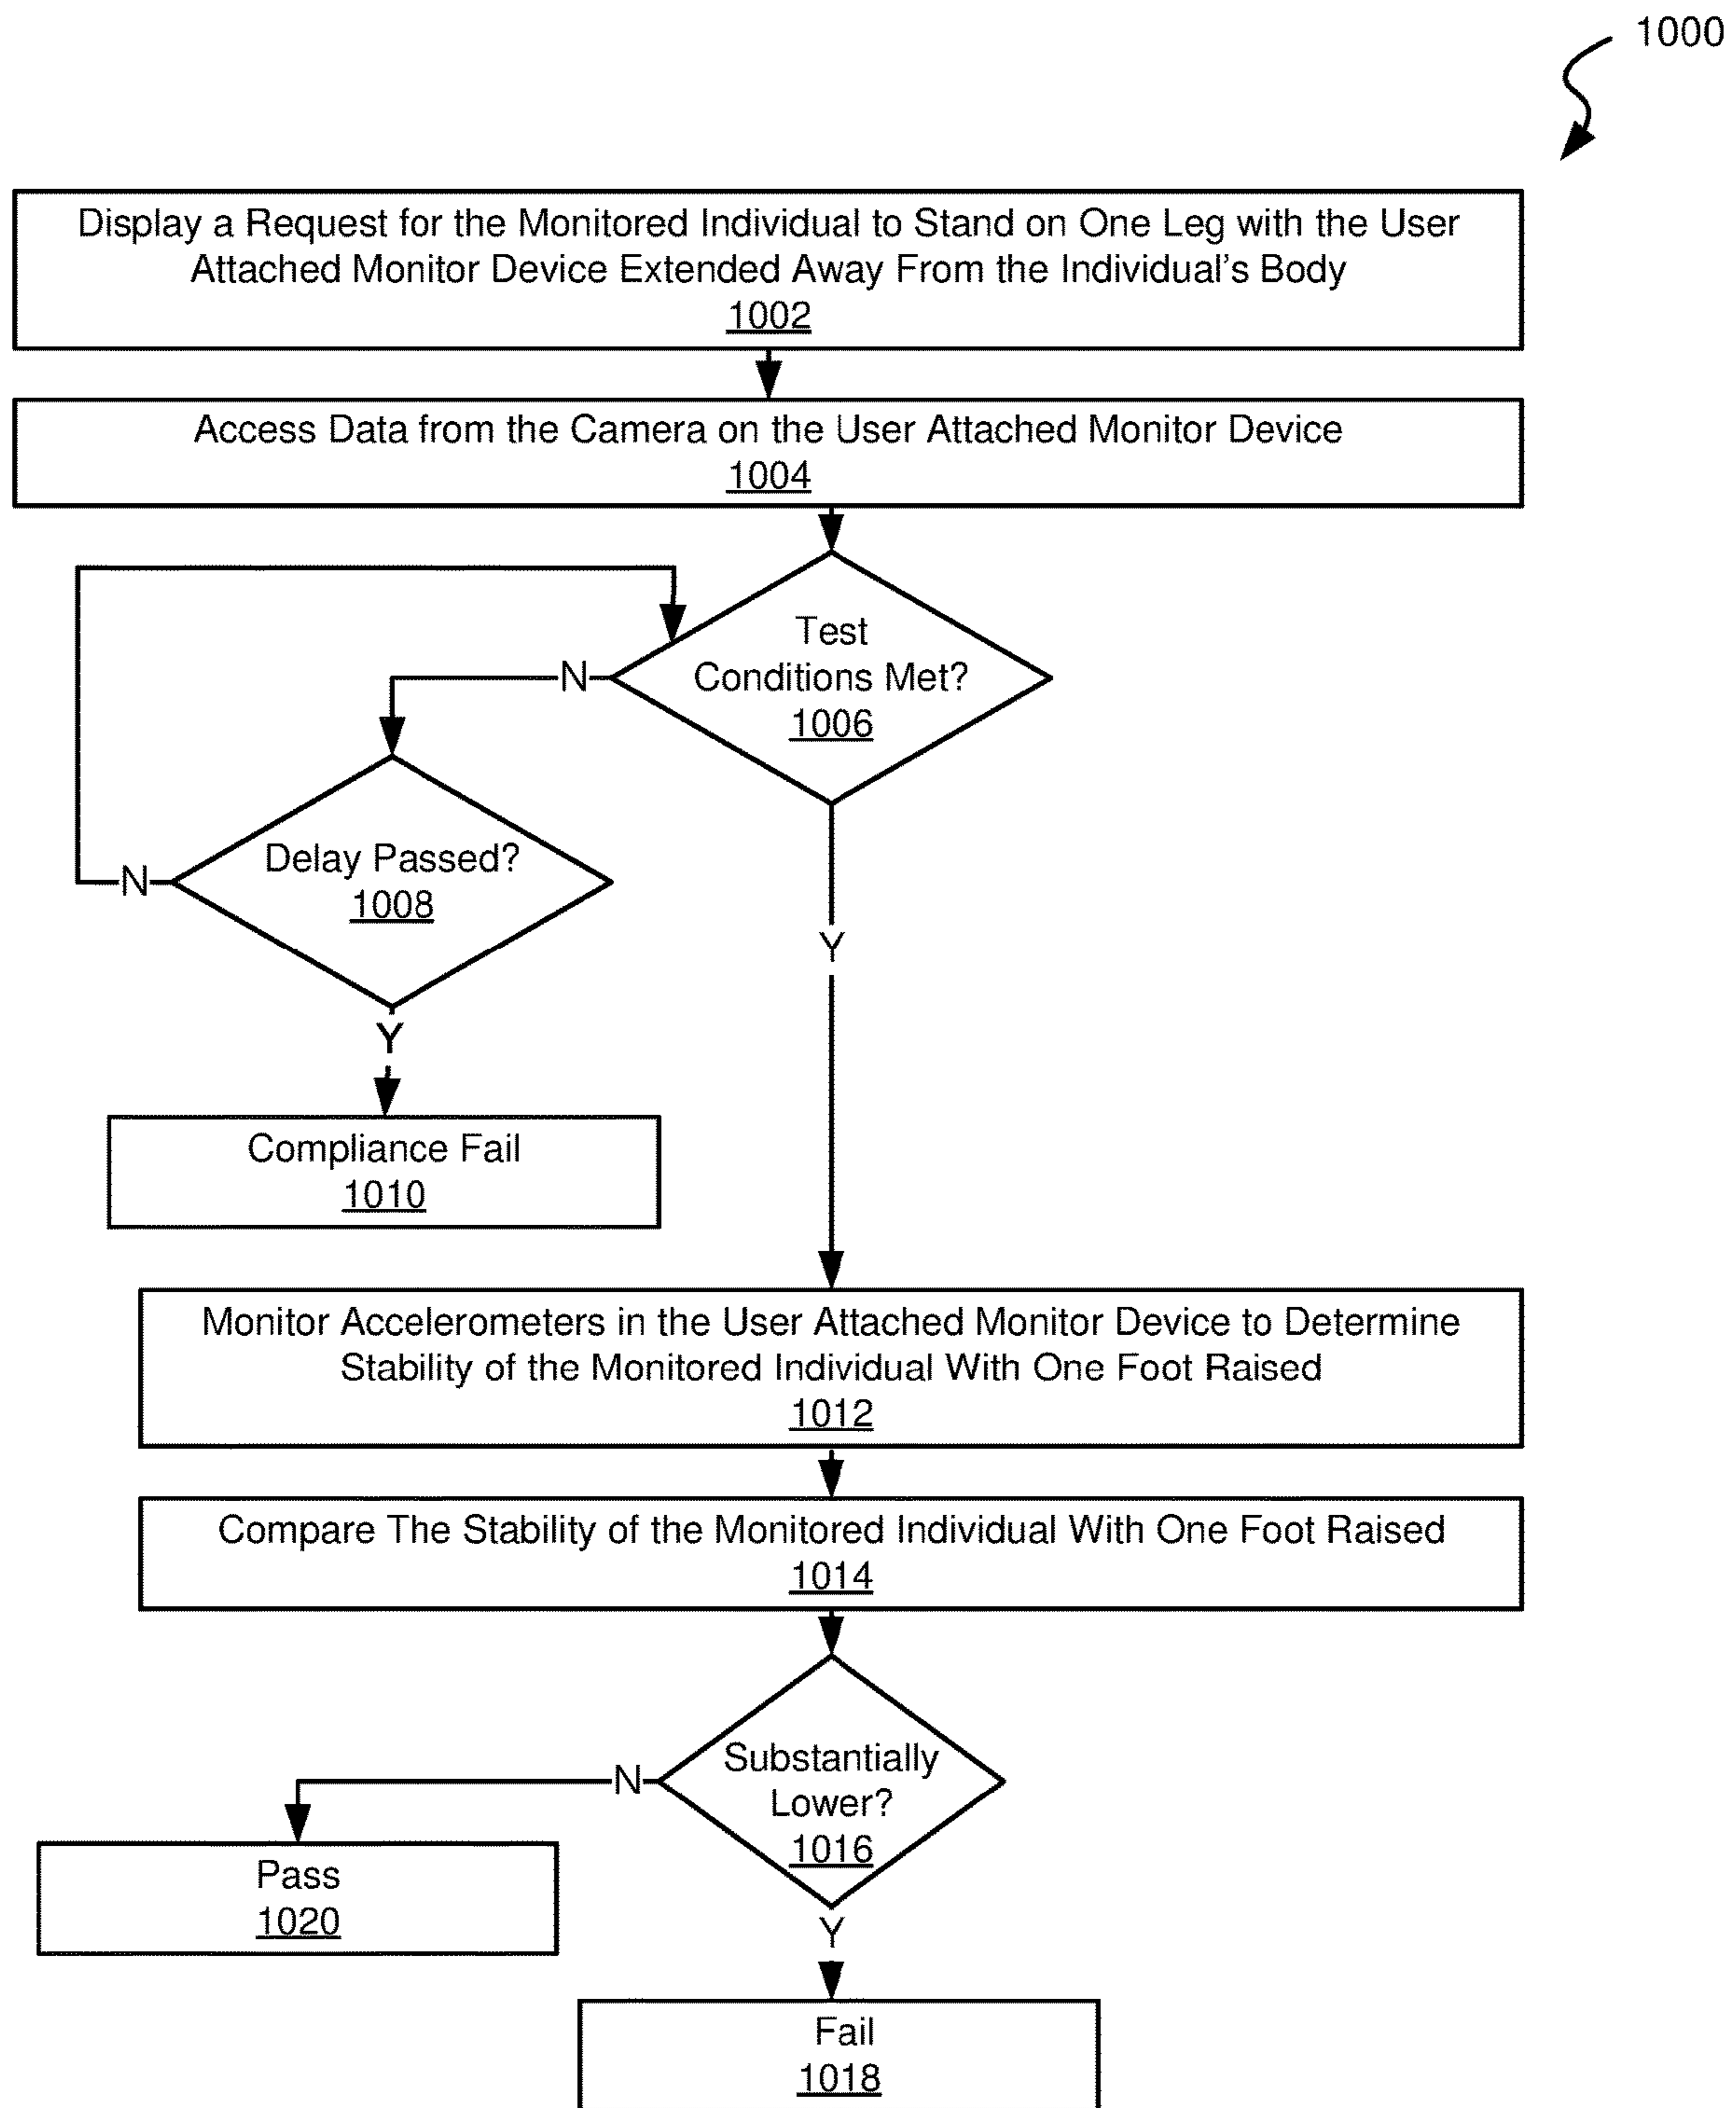 1000
Display a Request for the Monitored Individual to Stand on One Leg with the User
Attached Monitor Device Extended Away From the Individual's Body
1002
Access Data from the Camera on the User Attached Monitor Device
1004
Test
Conditions Met?
1006
N
Delay Passed?
1008
N
Y
Y
Compliance Fail
1010
Monitor Accelerometers in the User Attached Monitor Device to Determine
Stability of the Monitored Individual With One Foot Raised
1012
Compare The Stability of the Monitored Individual With One Foot Raised
1014
Substantially
Lower?
1016
N
Pass
1020
Y
Fail
1018